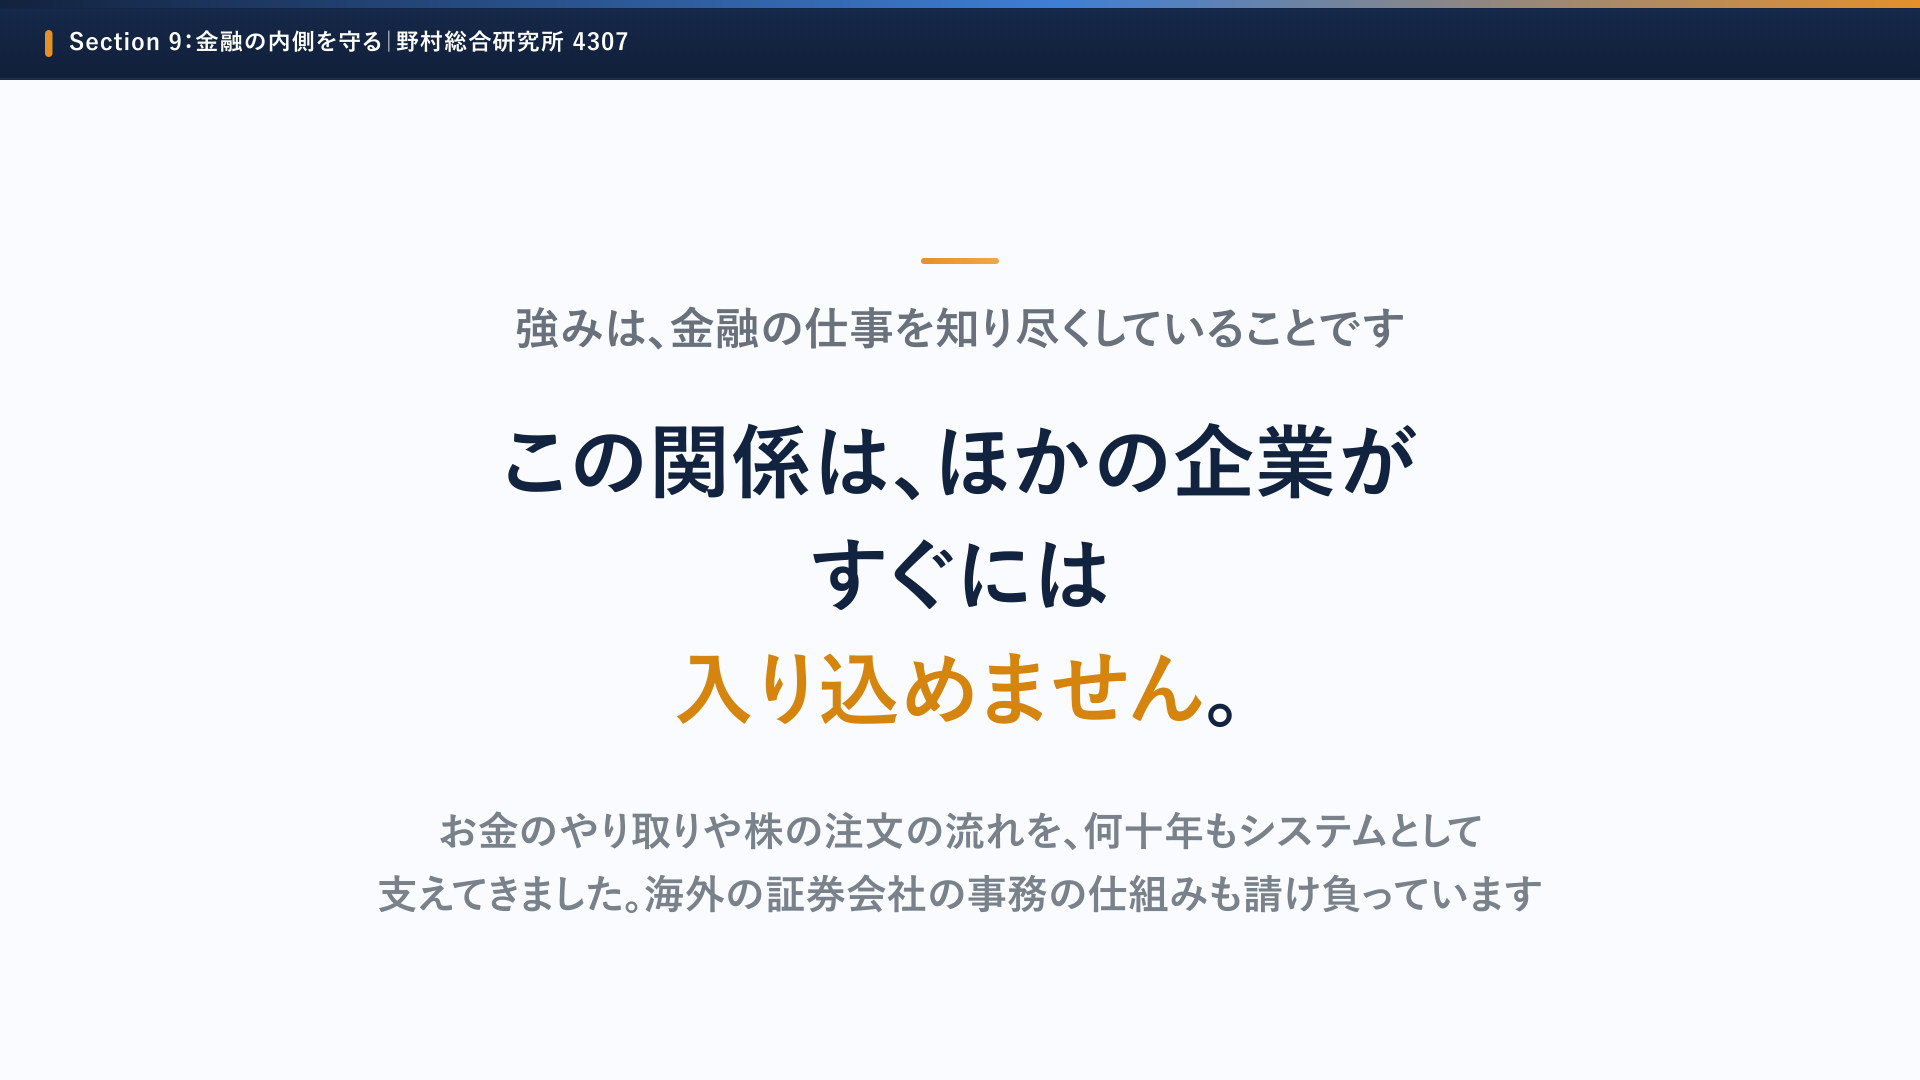 Section 9：金融の内側を守る｜野村総合研究所 4307
強みは、金融の仕事を知り尽くしていることです
この関係は、ほかの企業が
すぐには
入り込めません。
お金のやり取りや株の注文の流れを、何十年もシステムとして
支えてきました。海外の証券会社の事務の仕組みも請け負っています